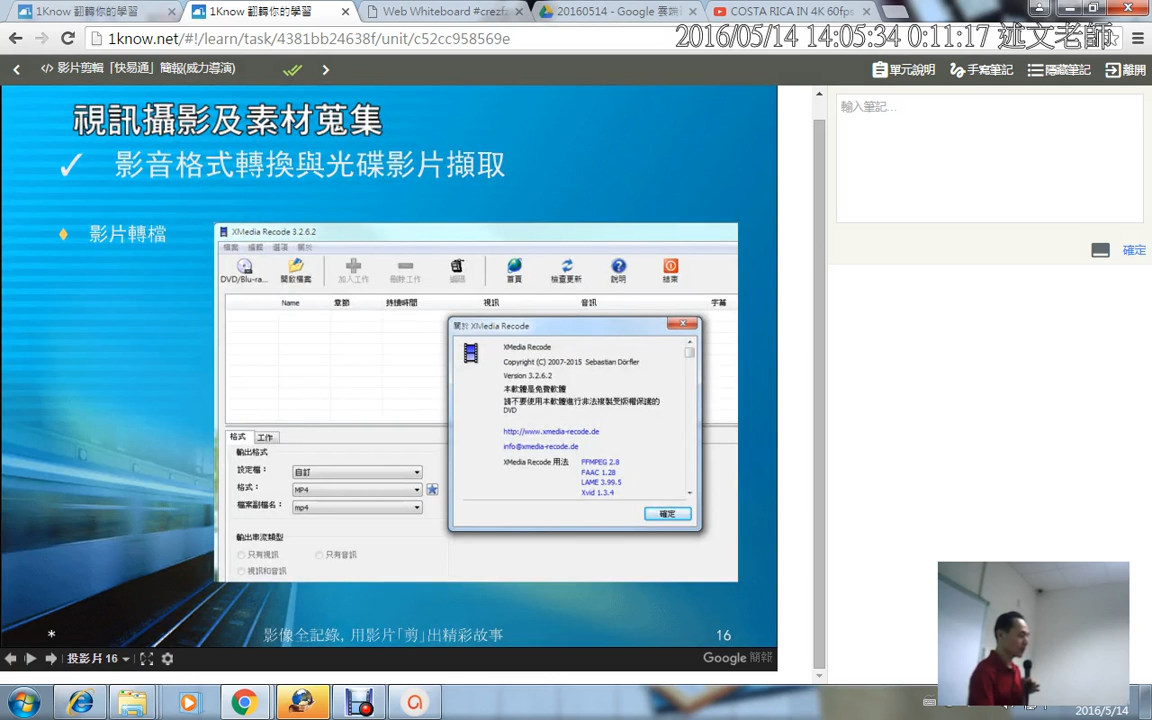 1Know 翻轉你的學習
1Know 翻轉你的學習
Web Whiteboard #crezf
20160514 - Google 雲端
COSTA RICA IN 4K 60fps
1know.net/#!/learn/task/4381bb24638f/unit/c52cc958569e
2016/05/14 14:05:34 0:11:17 述文老師
</> 影片剪輯「快易通」簡報(威力導演)
單元說明
手寫筆記
隱藏筆記
離開
視訊攝影及素材蒐集
✓ 影音格式轉換與光碟影片擷取
影片轉檔
輸入筆記...
確定
XMedia Recode 3.2.6.2
檔案 編輯 選項 關於
DVD/Blu-ra... 開啟檔案 加入工作 刪除工作 編碼 首頁 檢查更新 說明 結束
Name 章節 持續時間 視訊 音訊 字幕
關於 XMedia Recode
XMedia Recode
Copyright (C) 2007-2015 Sebastian Dörfler
Version 3.2.6.2
本軟體是免費軟體
請不要使用本軟體進行非法複製受版權保護的
DVD
http://www.xmedia-recode.de
info@xmedia-recode.de
XMedia Recode 用法 FFMPEG 2.8
FAAC 1.28
LAME 3.99.5
Xvid 1.3.4
確定
格式 工作
輸出格式
設定檔： 自訂
格式： MP4
檔案副檔名： mp4
輸出串流類型
只有視訊 只有音訊
視訊和音訊
* 影像全記錄, 用影片「剪」出精彩故事 16
投影片 16
Google 簡報
2016/5/14